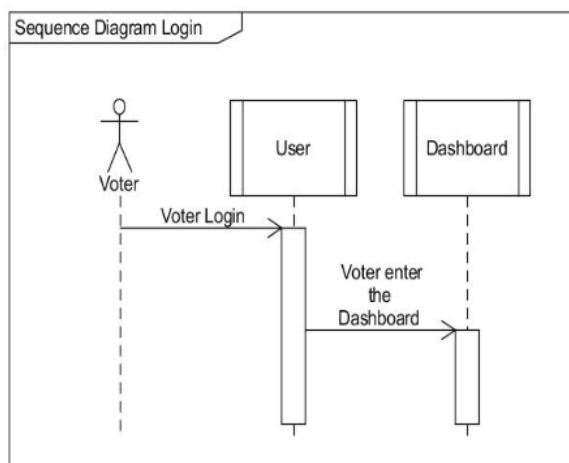 Sequence Diagram Login
User
Dashboard
Voter
Voter Login
Voter enter
the
Dashboard